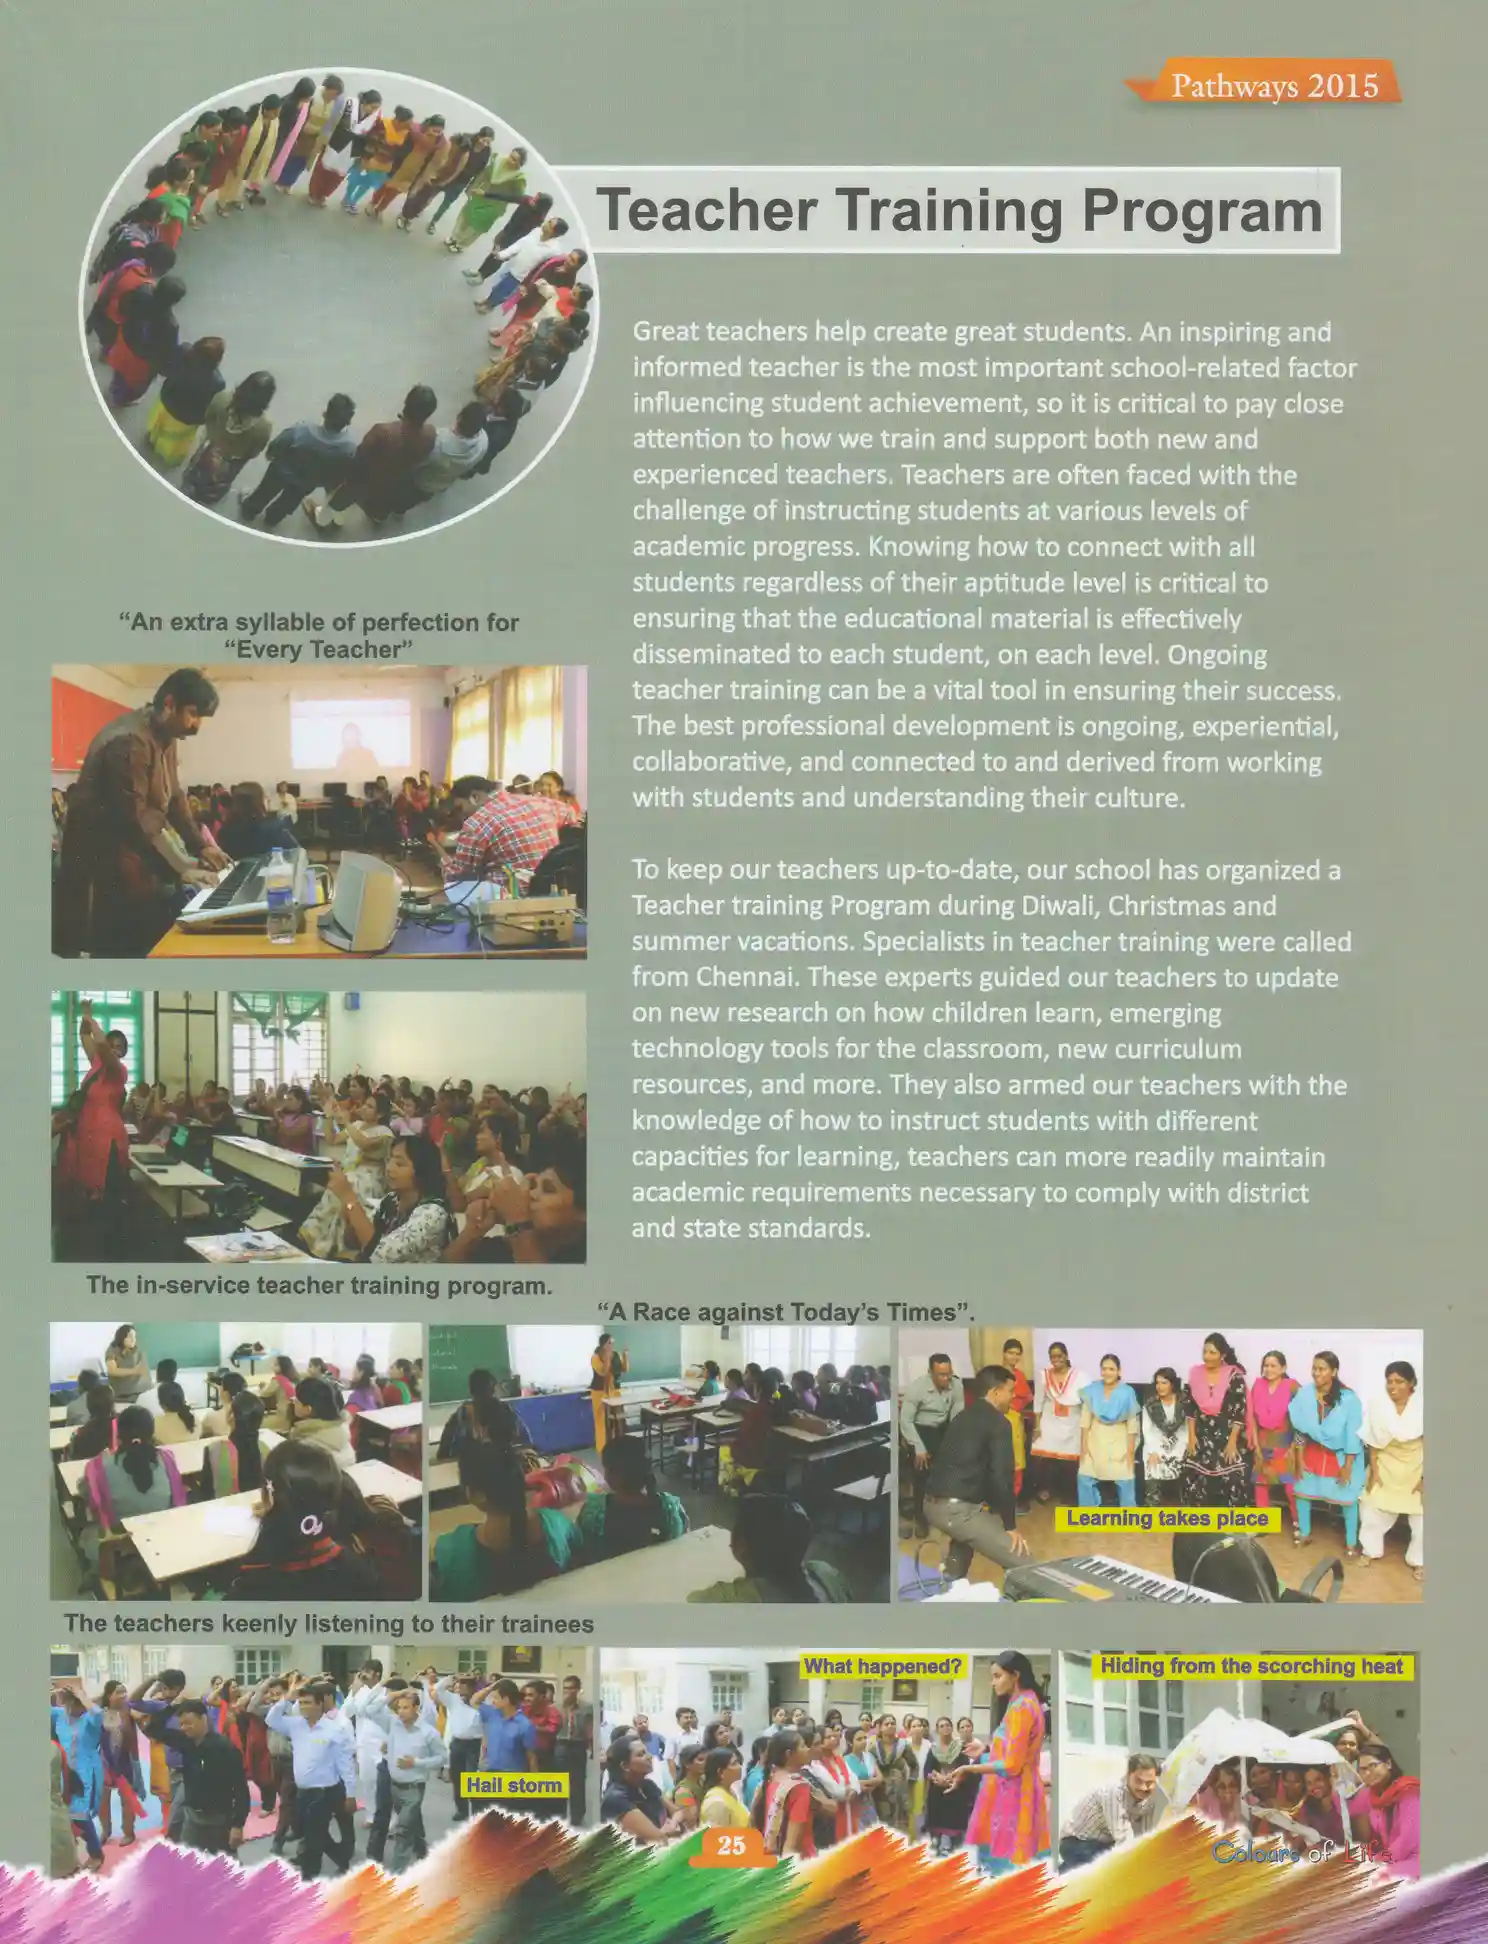 Pathways 2015
Teacher Training Program
Great teachers help create great students. An inspiring and
informed teacher is the most important school-related factor
influencing student achievement, so it is critical to pay close
attention to how we train and support both new and
experienced teachers. Teachers are often faced with the
challenge of instructing students at various levels of
academic progress. Knowing how to connect with all
students regardless of their aptitude level is critical to
ensuring that the educational material is effectively
disseminated to each student, on each level. Ongoing
teacher training can be a vital tool in ensuring their success.
The best professional development is ongoing, experiential,
collaborative, and connected to and derived from working
with students and understanding their culture.
To keep our teachers up-to-date, our school has organized a
Teacher training Program during Diwali, Christmas and
summer vacations. Specialists in teacher training were called
from Chennai. These experts guided our teachers to update
on new research on how children learn, emerging
technology tools for the classroom, new curriculum
resources, and more. They also armed our teachers with the
knowledge of how to instruct students with different
capacities for learning, teachers can more readily maintain
academic requirements necessary to comply with district
and state standards.
“An extra syllable of perfection for
“Every Teacher”
The in-service teacher training program.
“A Race against Today’s Times”.
Learning takes place
The teachers keenly listening to their trainees
Hail storm
What happened?
Hiding from the scorching heat
25
Colours of Life